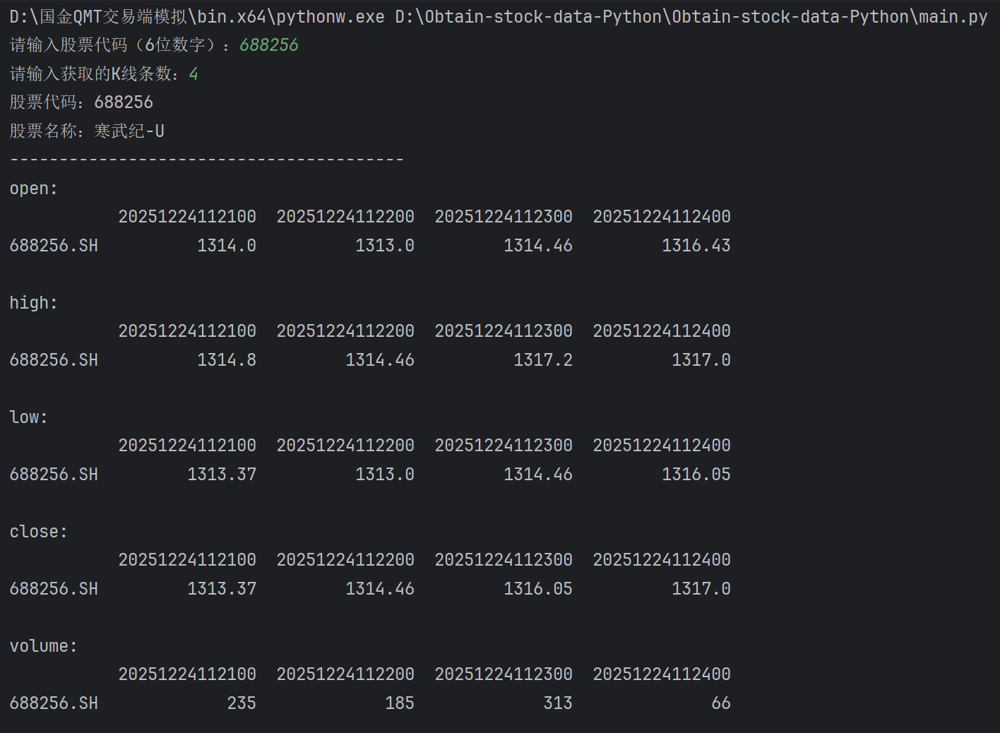 D:\国金QMT交易端模拟\bin.x64\pythonw.exe D:\Obtain-stock-data-Python\Obtain-stock-data-Python\main.py
请输入股票代码（6位数字）：688256
请输入获取的K线条数：4
股票代码：688256
股票名称：寒武纪-U
----------------------------------------
open:
20251224112100  20251224112200  20251224112300  20251224112400
688256.SH          1314.0          1313.0         1314.46         1316.43
high:
20251224112100  20251224112200  20251224112300  20251224112400
688256.SH          1314.8         1314.46          1317.2          1317.0
low:
20251224112100  20251224112200  20251224112300  20251224112400
688256.SH         1313.37          1313.0         1314.46         1316.05
close:
20251224112100  20251224112200  20251224112300  20251224112400
688256.SH         1313.37         1314.46         1316.05          1317.0
volume:
20251224112100  20251224112200  20251224112300  20251224112400
688256.SH             235             185             313              66